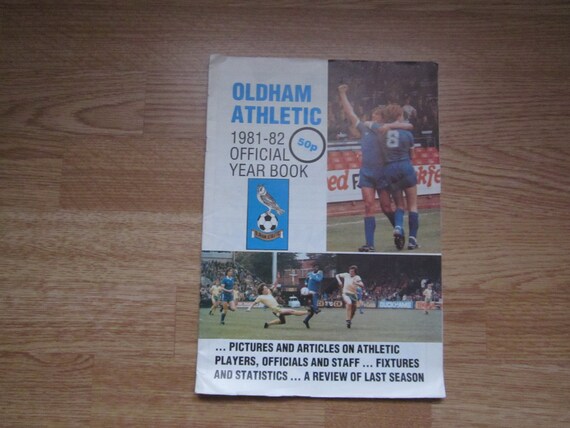 OLDHAM
ATHLETIC
1981-82
OFFICIAL
YEAR BOOK
50p
8
... PICTURES AND ARTICLES ON ATHLETIC
PLAYERS, OFFICIALS AND STAFF ... FIXTURES
AND STATISTICS ... A REVIEW OF LAST SEASON